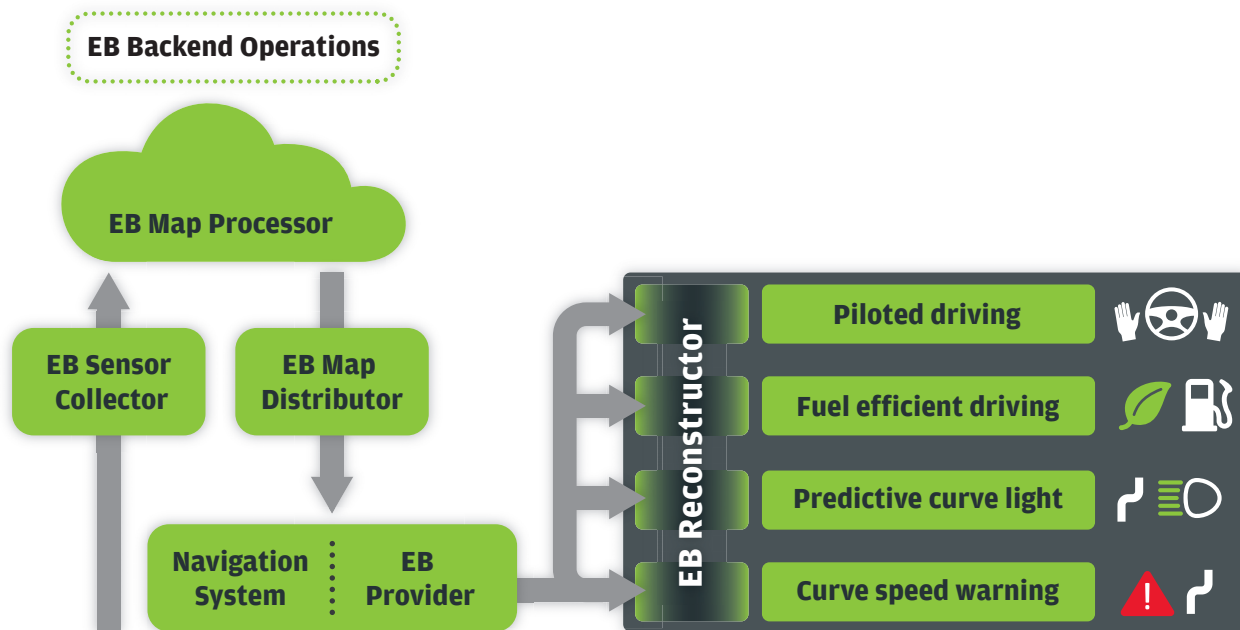 EB Backend Operations
EB Map Processor
EB Sensor
Collector
EB Map
Distributor
Navigation
System
EB
Provider
EB Reconstructor
Piloted driving
Fuel efficient driving
Predictive curve light
Curve speed warning
!